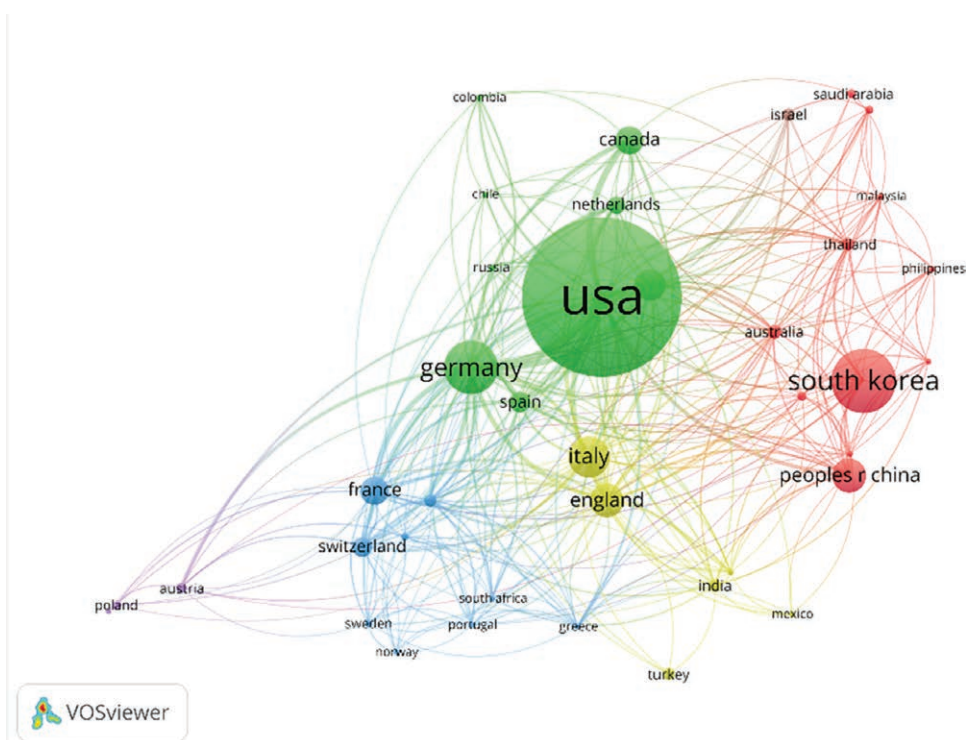 colombia
saudi arabia
israel
canada
chile
netherlands
malaysia
thailand
russia
philippines
usa
australia
germany
south korea
spain
italy
peoples r china
france
england
switzerland
india
austria
south africa
poland
mexico
sweden
portugal
greece
norway
turkey
VOSviewer